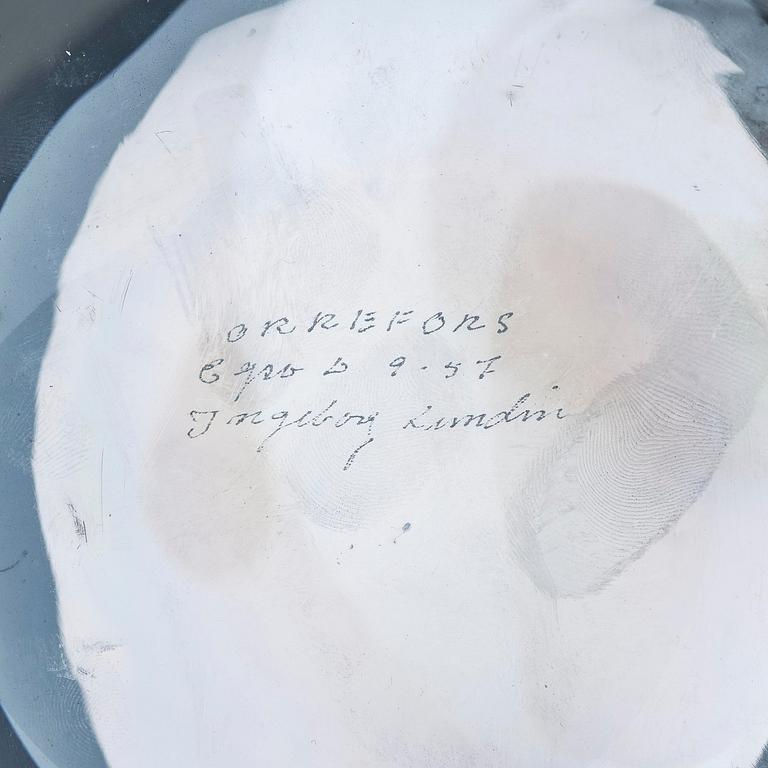 ORREFORS
Expo D 9-57
Ingeborg Lundin